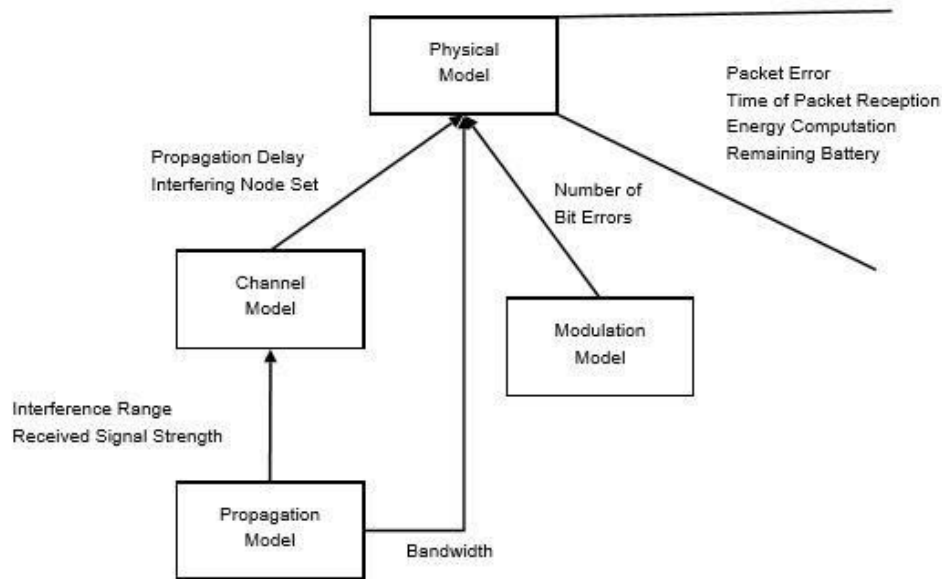 Physical
Model
Packet Error
Time of Packet Reception
Energy Computation
Remaining Battery
Propagation Delay
Interfering Node Set
Number of
Bit Errors
Channel
Model
Modulation
Model
Interference Range
Received Signal Strength
Propagation
Model
Bandwidth